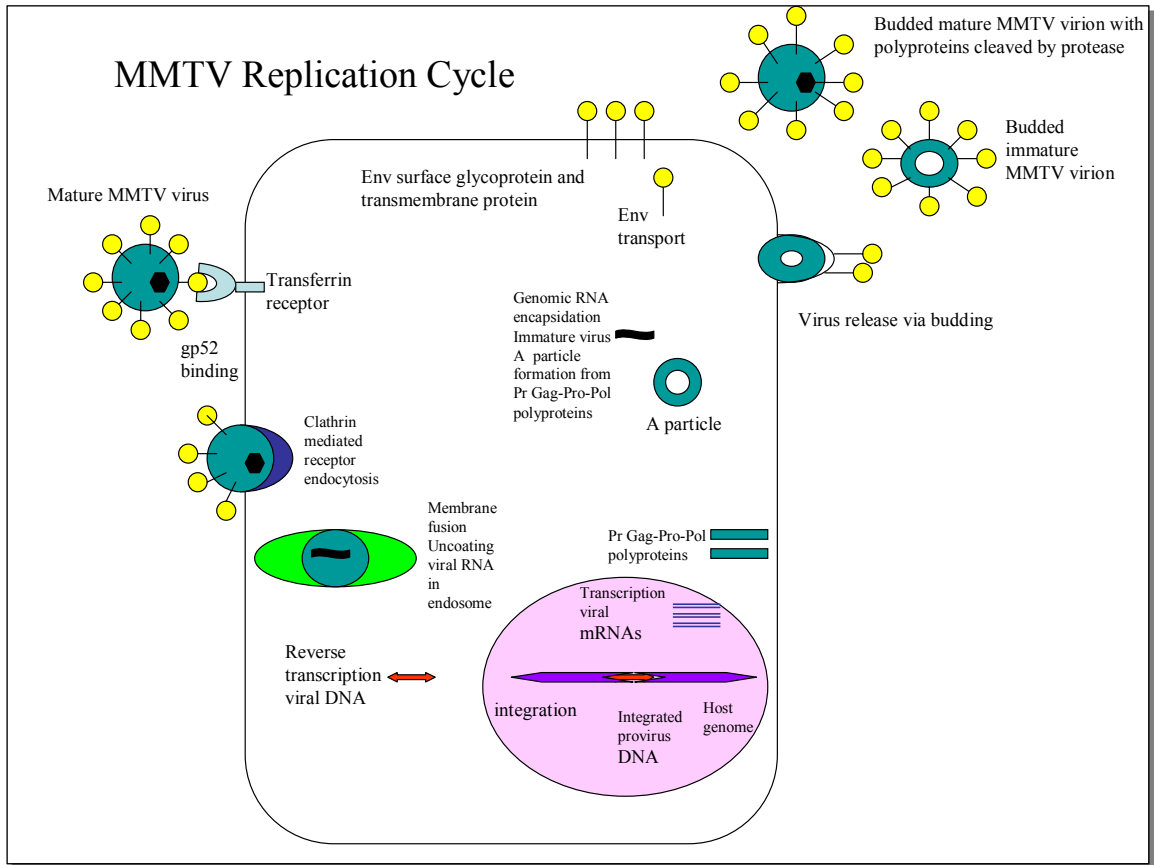 MMTV Replication Cycle
Budded mature MMTV virion with
polyproteins cleaved by protease
Budded
immature
MMTV virion
Mature MMTV virus
Env surface glycoprotein and
transmembrane protein
Env
transport
Transferrin
receptor
gp52
binding
Virus release via budding
Genomic RNA
encapsidation
Immature virus
A particle
formation from
Pr Gag-Pro-Pol
polyproteins
A particle
Clathrin
mediated
receptor
endocytosis
Membrane
fusion
Uncoating
viral RNA
in
endosome
Pr Gag-Pro-Pol
polyproteins
Transcription
viral
mRNAs
Reverse
transcription
viral DNA
integration
Integrated
provirus
DNA
Host
genome